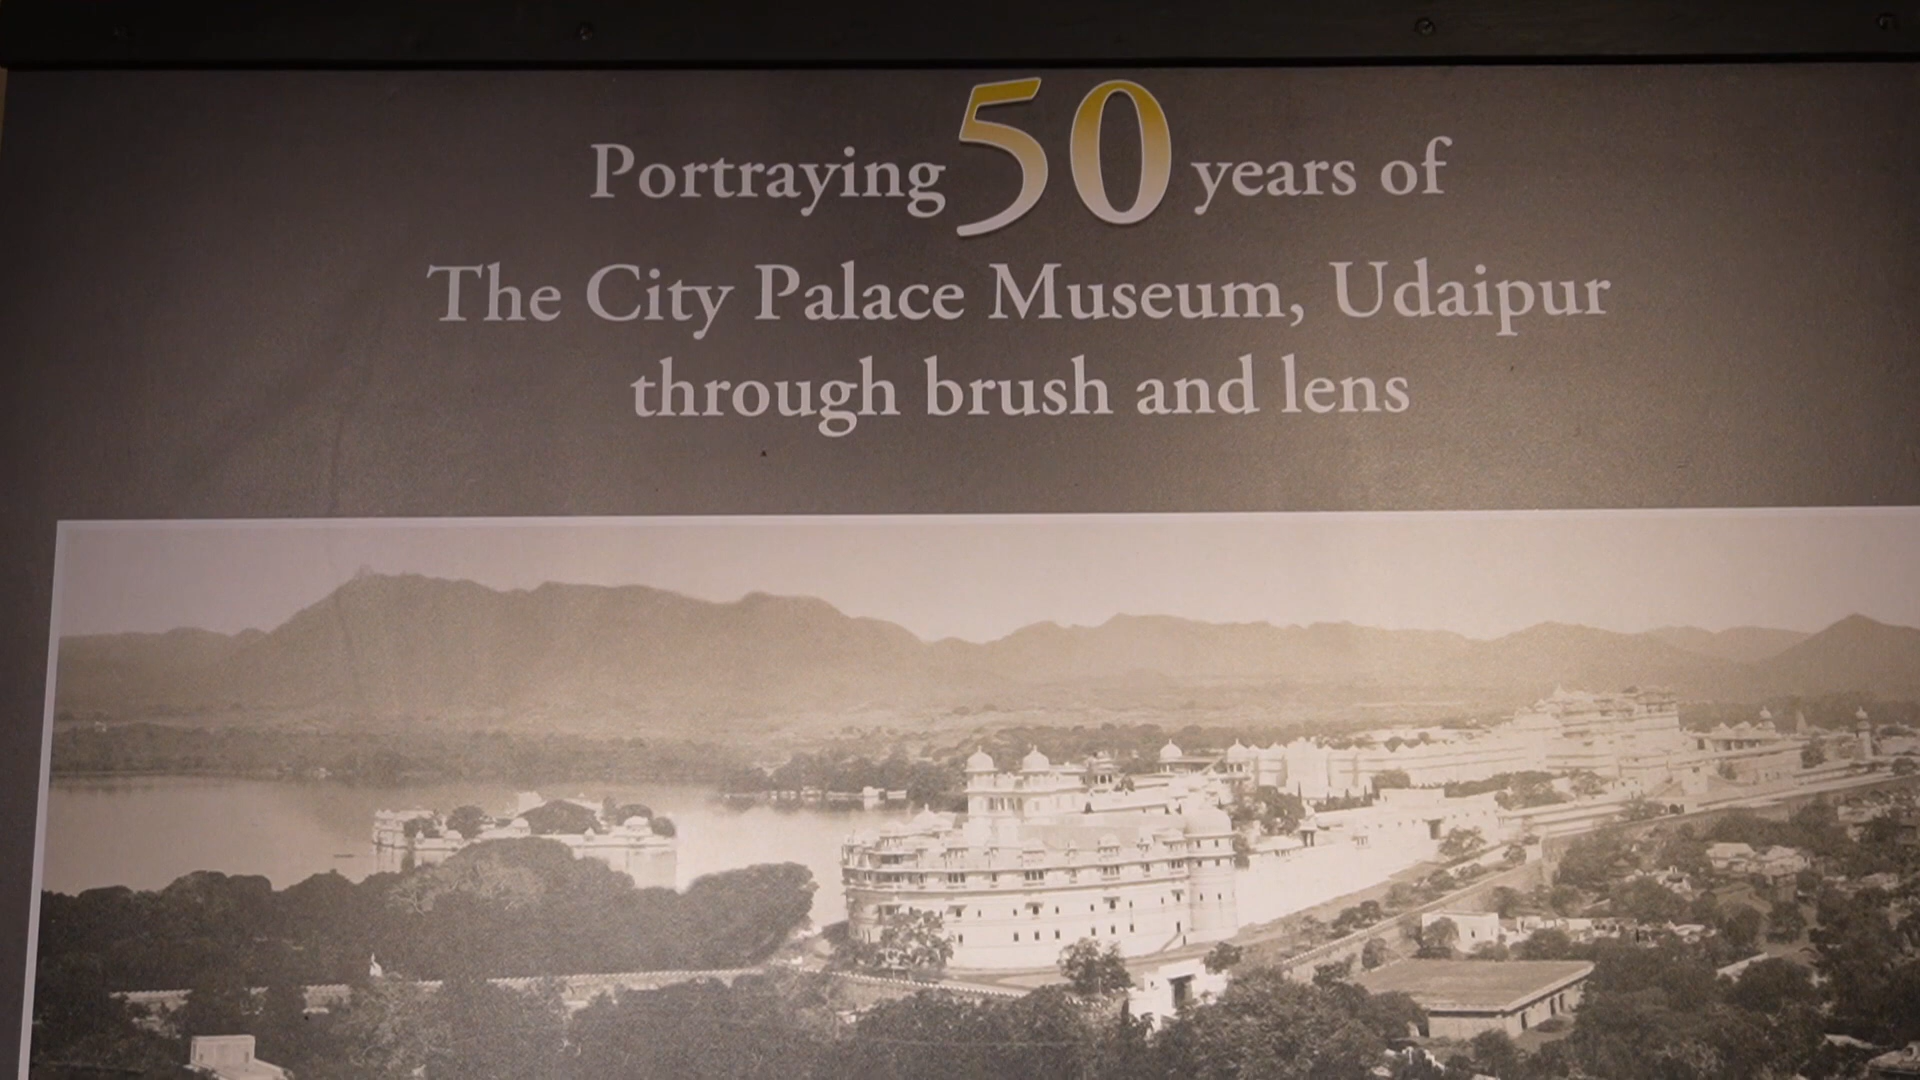 Portraying 50 years of
The City Palace Museum, Udaipur
through brush and lens